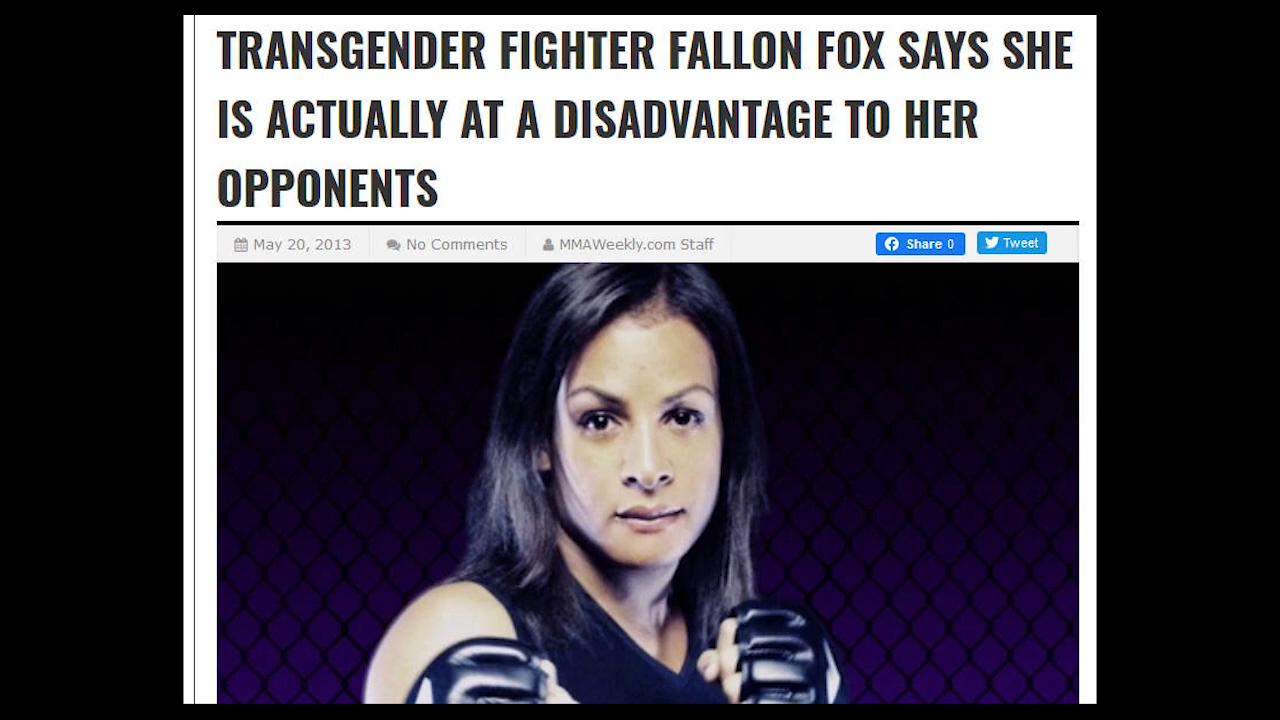 TRANSGENDER FIGHTER FALLON FOX SAYS SHE
IS ACTUALLY AT A DISADVANTAGE TO HER
OPPONENTS
May 20, 2013 No Comments MMAWeekly.com Staff Share 0 Tweet